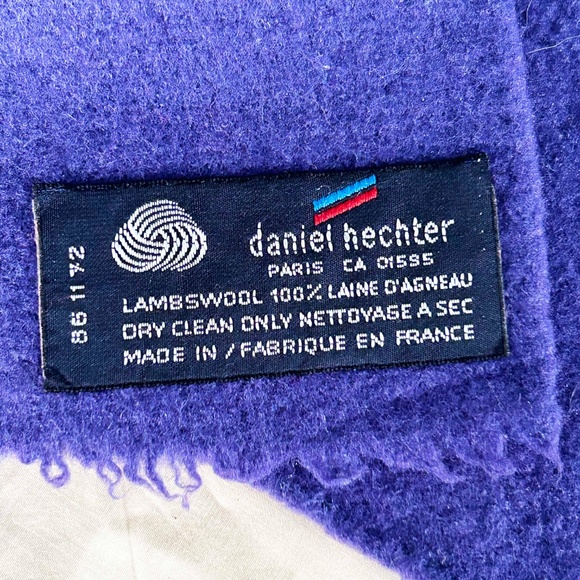 daniel hechter
PARIS CA 01595
LAMBSWOOL 100% LAINE D'AGNEAU
DRY CLEAN ONLY NETTOYAGE A SEC
MADE IN / FABRIQUE EN FRANCE
86 11 72